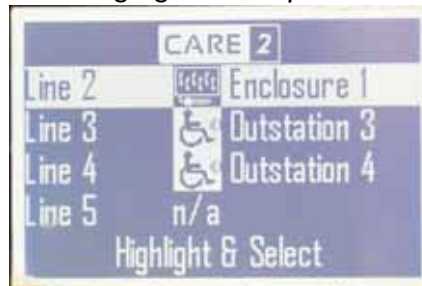 CARE 2
Line 2 Enclosure 1
Line 3 Outstation 3
Line 4 Outstation 4
Line 5 n/a
Highlight & Select